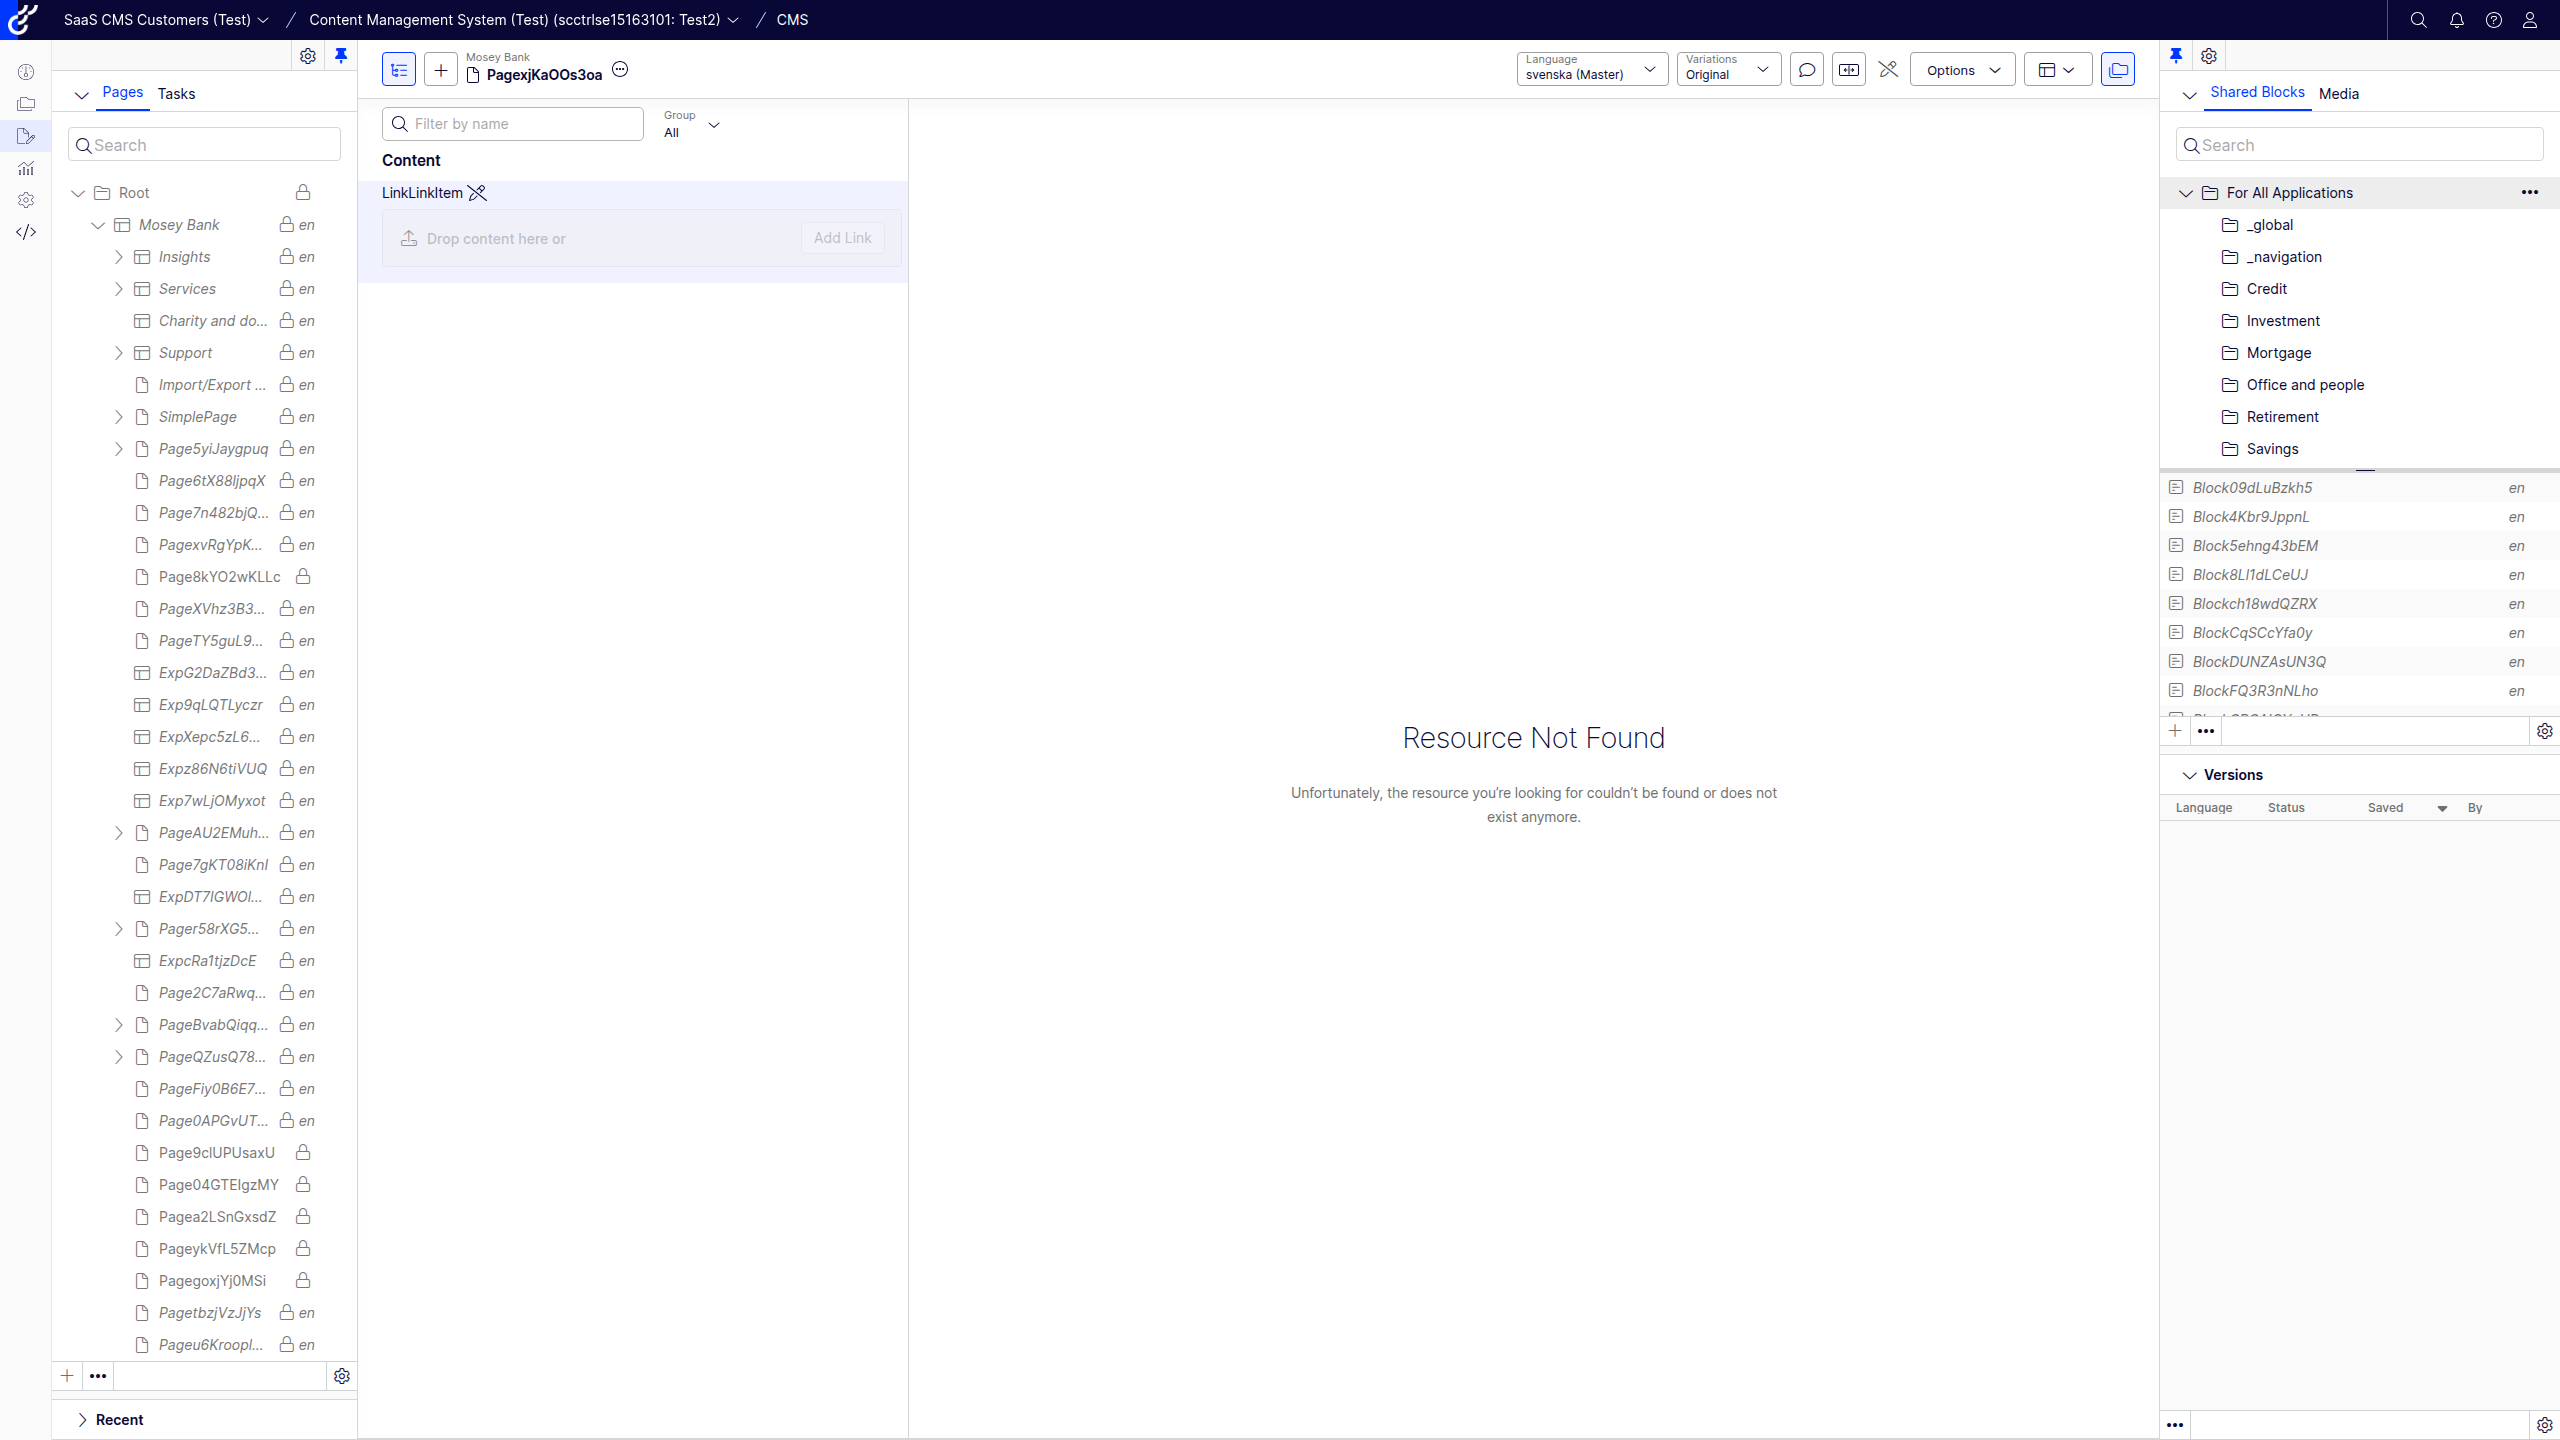 SaaS CMS Customers (Test) / Content Management System (Test) (scctrlse15163101: Test2) / CMS
Pages Tasks
Search
Root
Mosey Bank en
Insights en
Services en
Charity and do... en
Support en
Import/Export ... en
SimplePage en
Page5yiJaygpuq en
Page6tX88ljpqX en
Page7n482bjQ... en
PagexvRgYpK... en
Page8kYO2wKLLc
PageXVhz3B3... en
PageTY5guL9... en
ExpG2DaZBd3... en
Exp9qLQTLyczr en
ExpXepc5zL6... en
Expz86N6tiVUQ en
Exp7wLjOMyxot en
PageAU2EMuh... en
Page7gKT08iKnI en
ExpDT7IGWOl... en
Pager58rXG5... en
ExpcRa1tjzDcE en
Page2C7aRwq... en
PageBvabQiqq... en
PageQZusQ78... en
PageFiy0B6E7... en
Page0APGvUT... en
Page9clUPUsaxU
Page04GTElgzMY
Pagea2LSnGxsdZ
PageykVfL5ZMcp
PagegoxjYj0MSi
PagetbzjVzJjYs en
Pageu6Kroopl... en
Recent
Mosey Bank
PagexjKaOOs3oa
Language
svenska (Master)
Variations
Original
Options
Filter by name
Group
All
Content
LinkLinkItem
Drop content here or Add Link
Resource Not Found
Unfortunately, the resource you're looking for couldn't be found or does not
exist anymore.
Shared Blocks Media
Search
For All Applications
_global
_navigation
Credit
Investment
Mortgage
Office and people
Retirement
Savings
Block09dLuBzkh5 en
Block4Kbr9JppnL en
Block5ehng43bEM en
Block8LI1dLCeUJ en
Blockch18wdQZRX en
BlockCqSCcYfa0y en
BlockDUNZAsUN3Q en
BlockFQ3R3nNLho en
Versions
Language Status Saved By